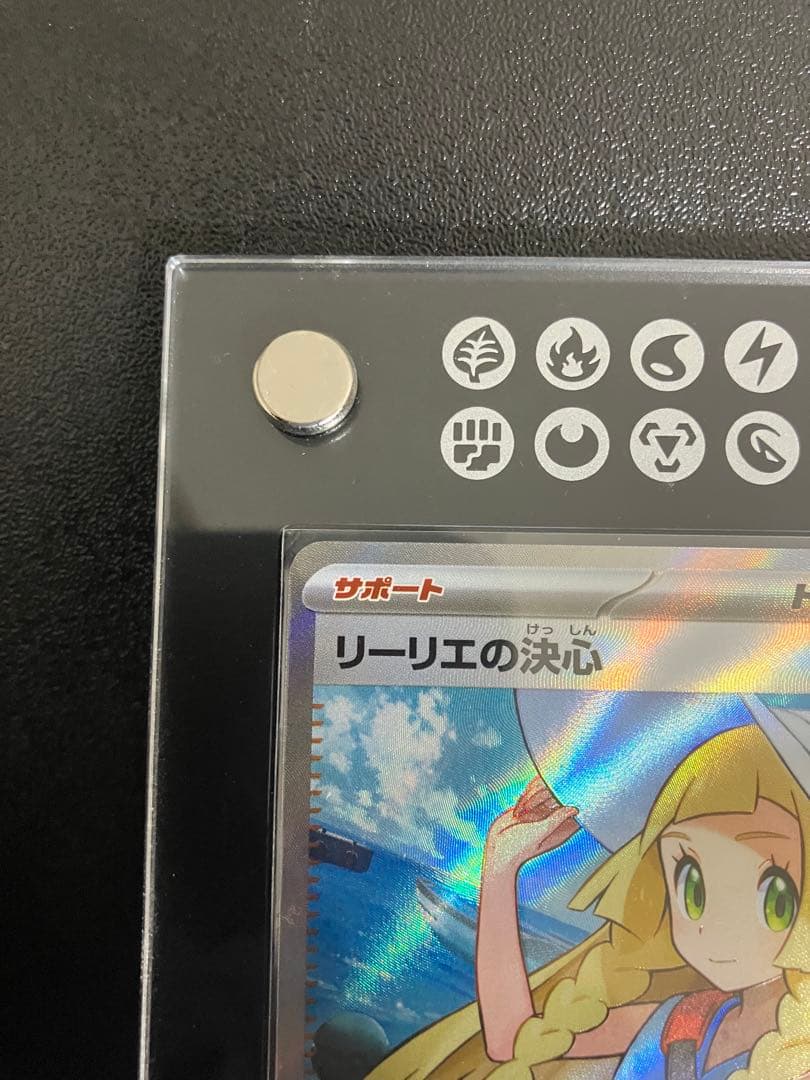 サポート
けっ しん
リーリエの決心